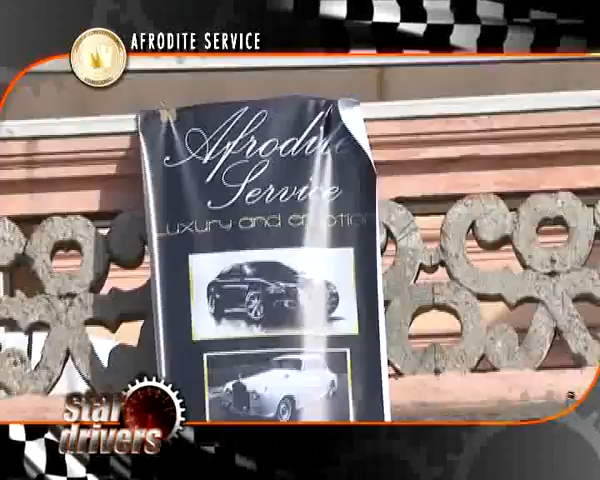 AFRODITE SERVICE
Afrodite
Service
Luxury and emotion
Star
drivers